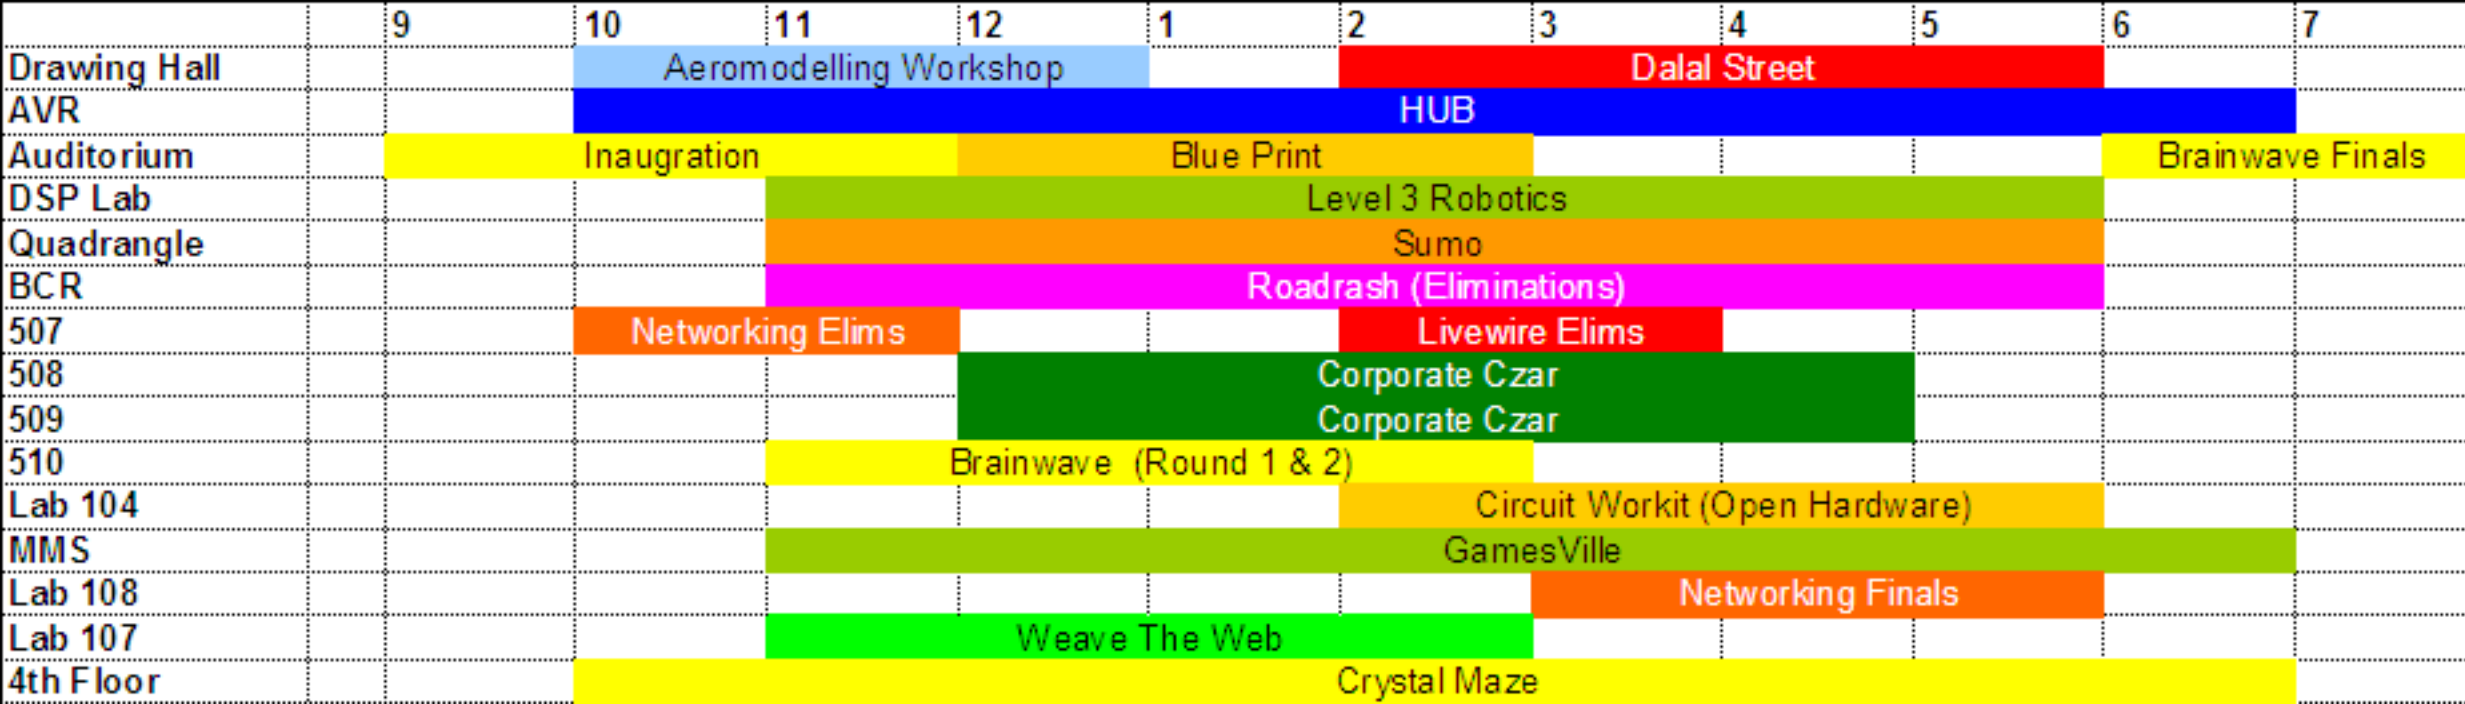 9 10 11 12 1 2 3 4 5 6 7
Drawing Hall Aeromodelling Workshop Dalal Street
AVR HUB
Auditorium Inaugration Blue Print Brainwave Finals
DSP Lab Level 3 Robotics
Quadrangle Sumo
BCR Roadrash (Eliminations)
507 Networking Elims Livewire Elims
508 Corporate Czar
509 Corporate Czar
510 Brainwave (Round 1 & 2)
Lab 104 Circuit Workit (Open Hardware)
MMS GamesVille
Lab 108 Networking Finals
Lab 107 Weave The Web
4th Floor Crystal Maze